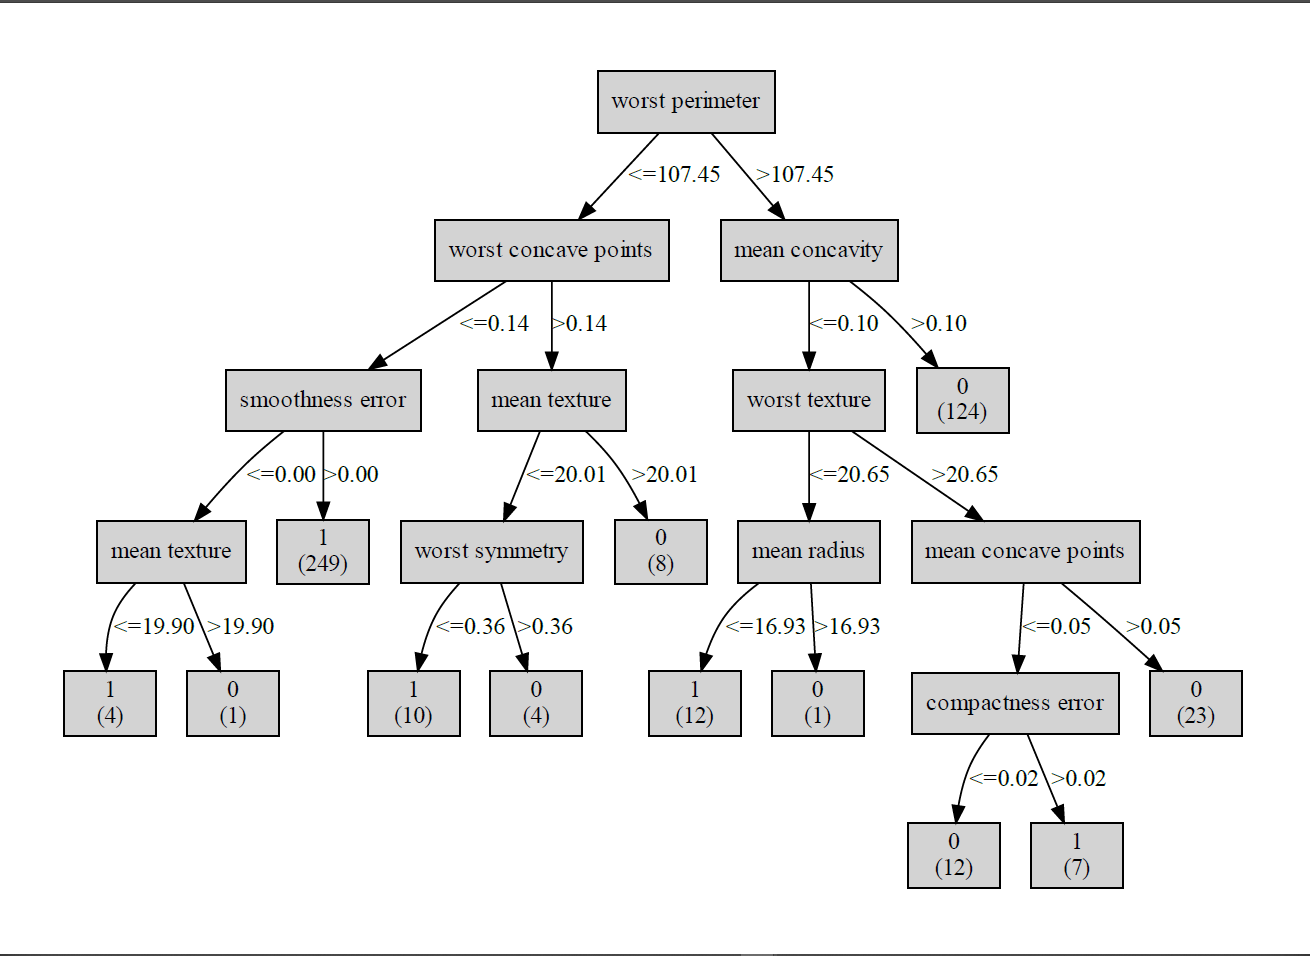 worst perimeter
<=107.45 >107.45
worst concave points mean concavity
<=0.14 >0.14 <=0.10 >0.10
smoothness error mean texture worst texture 0
(124)
<=0.00 >0.00 <=20.01 >20.01 <=20.65 >20.65
mean texture 1 worst symmetry 0 mean radius mean concave points
(249) (8)
<=19.90 >19.90 <=0.36 >0.36 <=16.93 >16.93 <=0.05 >0.05
1 0 1 0 1 0 compactness error 0
(4) (1) (10) (4) (12) (1) (23)
<=0.02 >0.02
0 1
(12) (7)